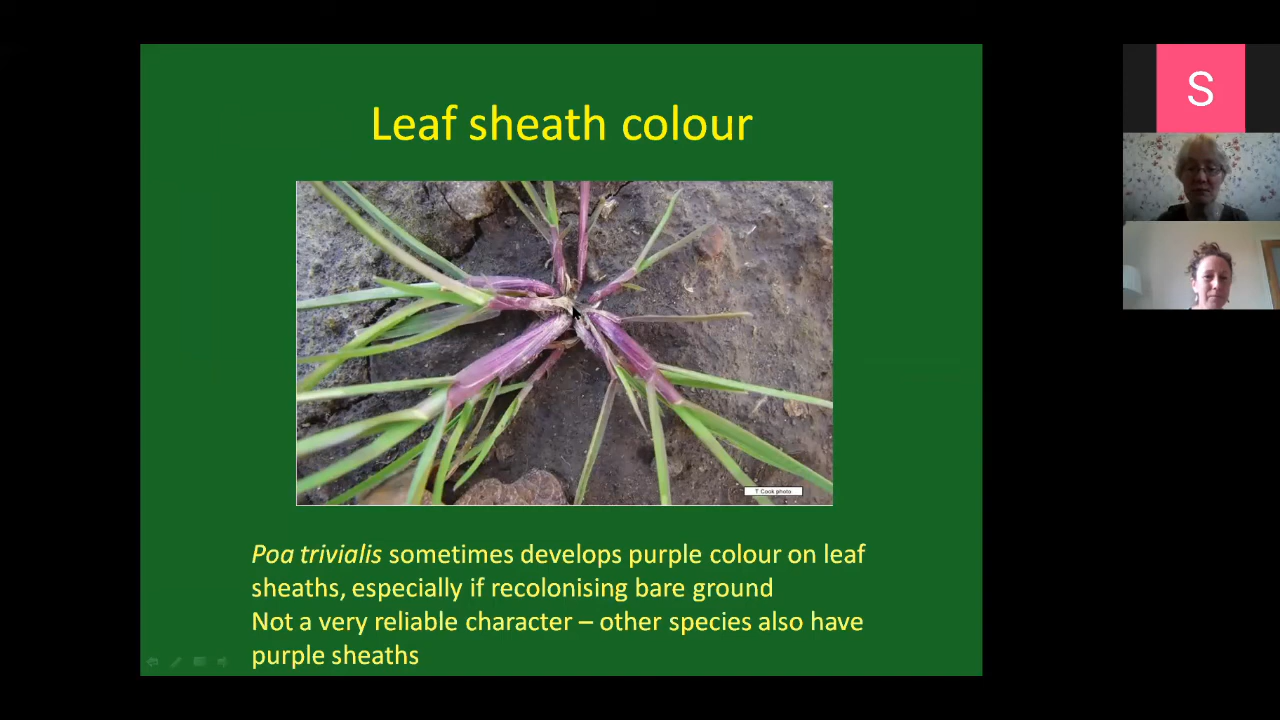 Leaf sheath colour
S
T Cook photo
Poa trivialis sometimes develops purple colour on leaf
sheaths, especially if recolonising bare ground
Not a very reliable character – other species also have
purple sheaths